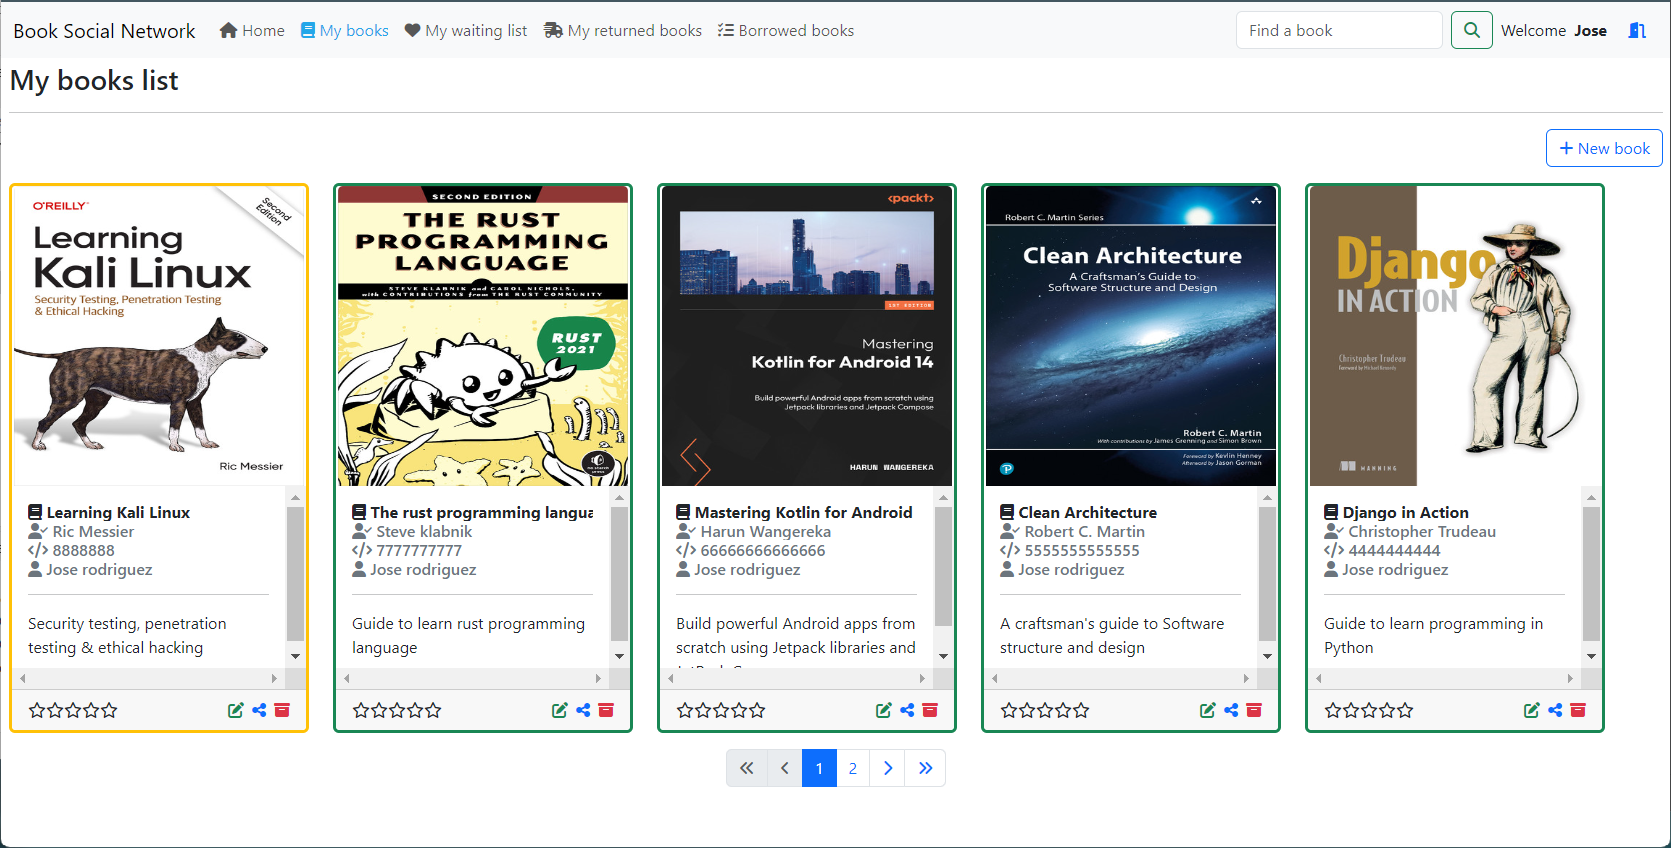 Book Social Network Home My books My waiting list My returned books Borrowed books Find a book Welcome Jose
My books list
New book
O'REILLY®
Second Edition
Learning
Kali Linux
Security Testing, Penetration Testing
& Ethical Hacking
Ric Messier
Learning Kali Linux
Ric Messier
8888888
Jose rodriguez
Security testing, penetration
testing & ethical hacking
SECOND EDITION
THE RUST
PROGRAMMING
LANGUAGE
STEVE KLABNIK and CAROL NICHOLS,
with CONTRIBUTIONS from THE RUST COMMUNITY
RUST
2021
The rust programming langua
Steve klabnik
7777777777
Jose rodriguez
Guide to learn rust programming
language
<packt>
1ST EDITION
Mastering
Kotlin for Android 14
Build powerful Android apps from scratch using
Jetpack libraries and Jetpack Compose
HARUN WANGEREKA
Mastering Kotlin for Android
Harun Wangereka
66666666666666
Jose rodriguez
Build powerful Android apps from
scratch using Jetpack libraries and
Robert C. Martin Series
Clean Architecture
A Craftsman's Guide to
Software Structure and Design
Robert C. Martin
With contributions by James Grenning and Simon Brown
Foreword by Kevlin Henney
Afterword by Jason Gorman
P
Clean Architecture
Robert C. Martin
5555555555555
Jose rodriguez
A craftsman's guide to Software
structure and design
Django
IN ACTION
Christopher Trudeau
Foreword by Michael Kennedy
MANNING
Django in Action
Christopher Trudeau
4444444444
Jose rodriguez
Guide to learn programming in
Python
1 2